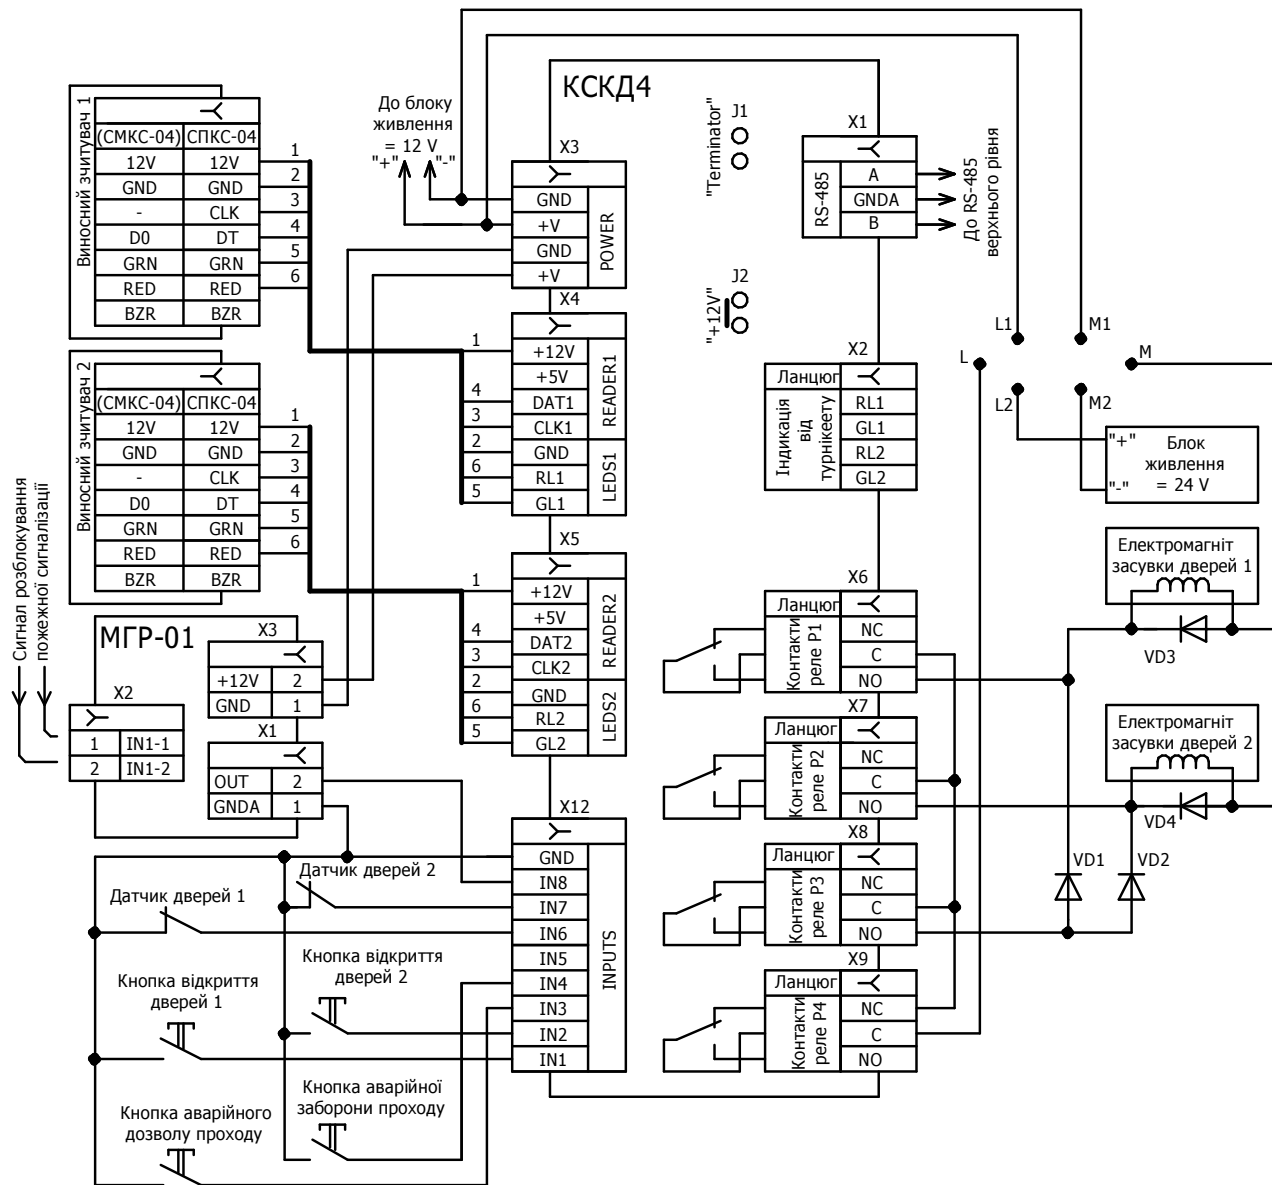 КСКД4
До блоку
живлення
= 12 V
"+"
"-"
X3
GND
+V
GND
+V
POWER
"Terminator"
J1
"+12V"
J2
X1
RS-485
A
GNDA
B
До RS-485
верхнього рівня
Виносний зчитувач 1
(СМКС-04)
СПКС-04
12V
12V
1
GND
GND
2
-
CLK
3
D0
DT
4
GRN
GRN
5
RED
RED
6
BZR
BZR
X4
1
+12V
+5V
4
DAT1
3
CLK1
2
GND
6
RL1
5
GL1
READER1
LEDS1
X2
Ланцюг
Індикація
від
турнікеету
RL1
GL1
RL2
GL2
L
L1
L2
M
M1
M2
"+"
"-"
Блок
живлення
= 24 V
Виносний зчитувач 2
(СМКС-04)
СПКС-04
12V
12V
1
GND
GND
2
-
CLK
3
D0
DT
4
GRN
GRN
5
RED
RED
6
BZR
BZR
X5
1
+12V
+5V
4
DAT2
3
CLK2
2
GND
6
RL2
5
GL2
READER2
LEDS2
Сигнал розблокування
пожежної сигналізації
МГР-01
X3
+12V
2
GND
1
X2
1
IN1-1
2
IN1-2
X1
OUT
2
GNDA
1
X6
Ланцюг
Контакти
реле P1
NC
C
NO
X7
Ланцюг
Контакти
реле P2
NC
C
NO
X8
Ланцюг
Контакти
реле P3
NC
C
NO
X9
Ланцюг
Контакти
реле P4
NC
C
NO
Електромагніт
засувки дверей 1
VD3
Електромагніт
засувки дверей 2
VD4
VD1
VD2
X12
GND
IN8
IN7
IN6
IN5
IN4
IN3
IN2
IN1
INPUTS
Датчик дверей 2
Датчик дверей 1
Кнопка відкриття
дверей 2
Кнопка відкриття
дверей 1
Кнопка аварійної
заборони проходу
Кнопка аварійного
дозволу проходу